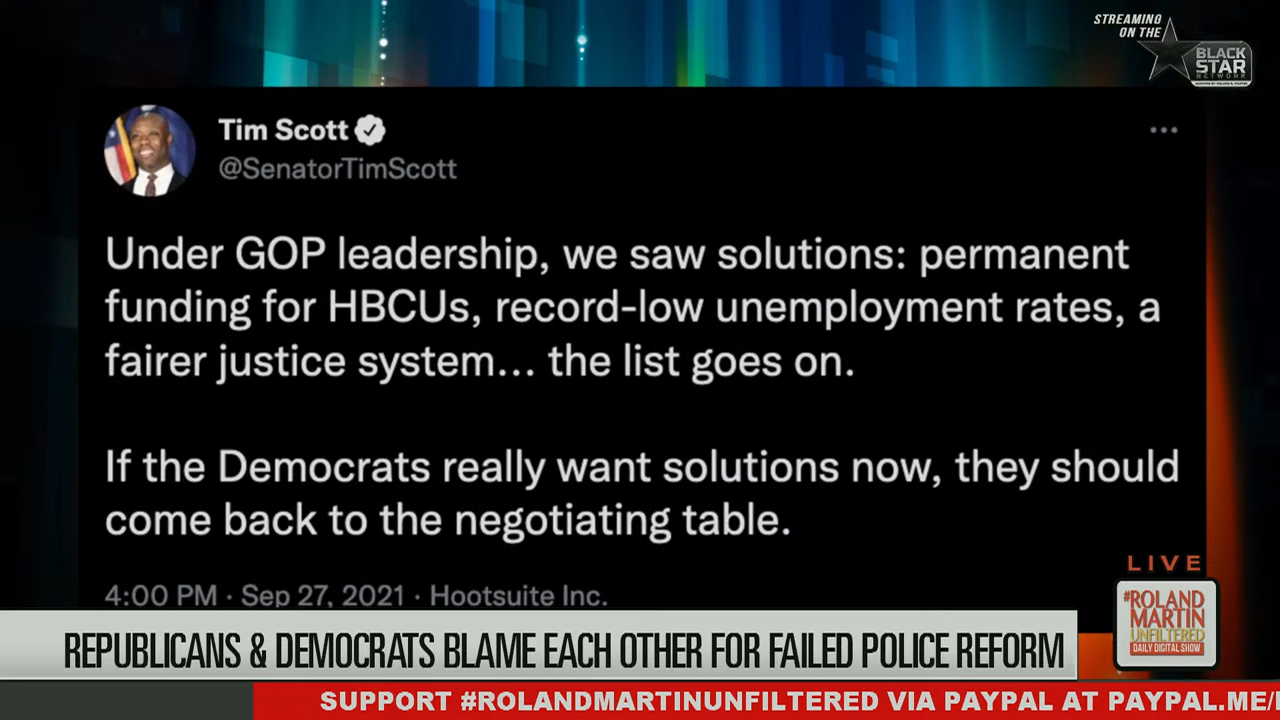 STREAMING
ON THE
BLACK
STAR
NETWORK
Tim Scott
@SenatorTimScott
Under GOP leadership, we saw solutions: permanent
funding for HBCUs, record-low unemployment rates, a
fairer justice system... the list goes on.
If the Democrats really want solutions now, they should
come back to the negotiating table.
4:00 PM · Sep 27, 2021 · Hootsuite Inc.
LIVE
#ROLAND
MARTIN
UNFILTERED
DAILY DIGITAL SHOW
REPUBLICANS & DEMOCRATS BLAME EACH OTHER FOR FAILED POLICE REFORM
SUPPORT #ROLANDMARTINUNFILTERED VIA PAYPAL AT PAYPAL.ME/